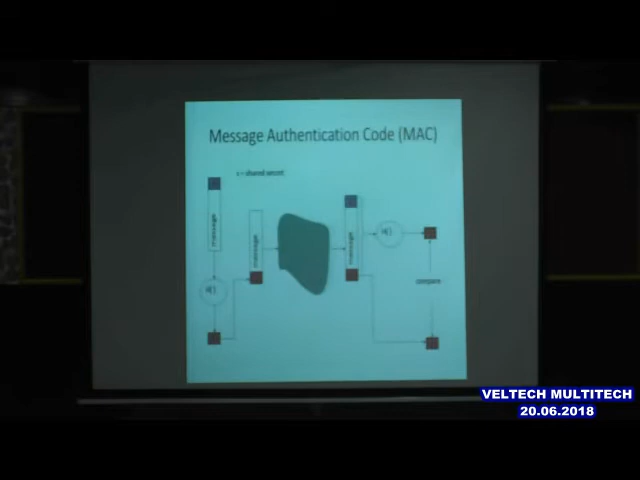 Message Authentication Code (MAC)
s = shared secret
message
message
message
H()
H()
compare
VELTECH MULTITECH
20.06.2018